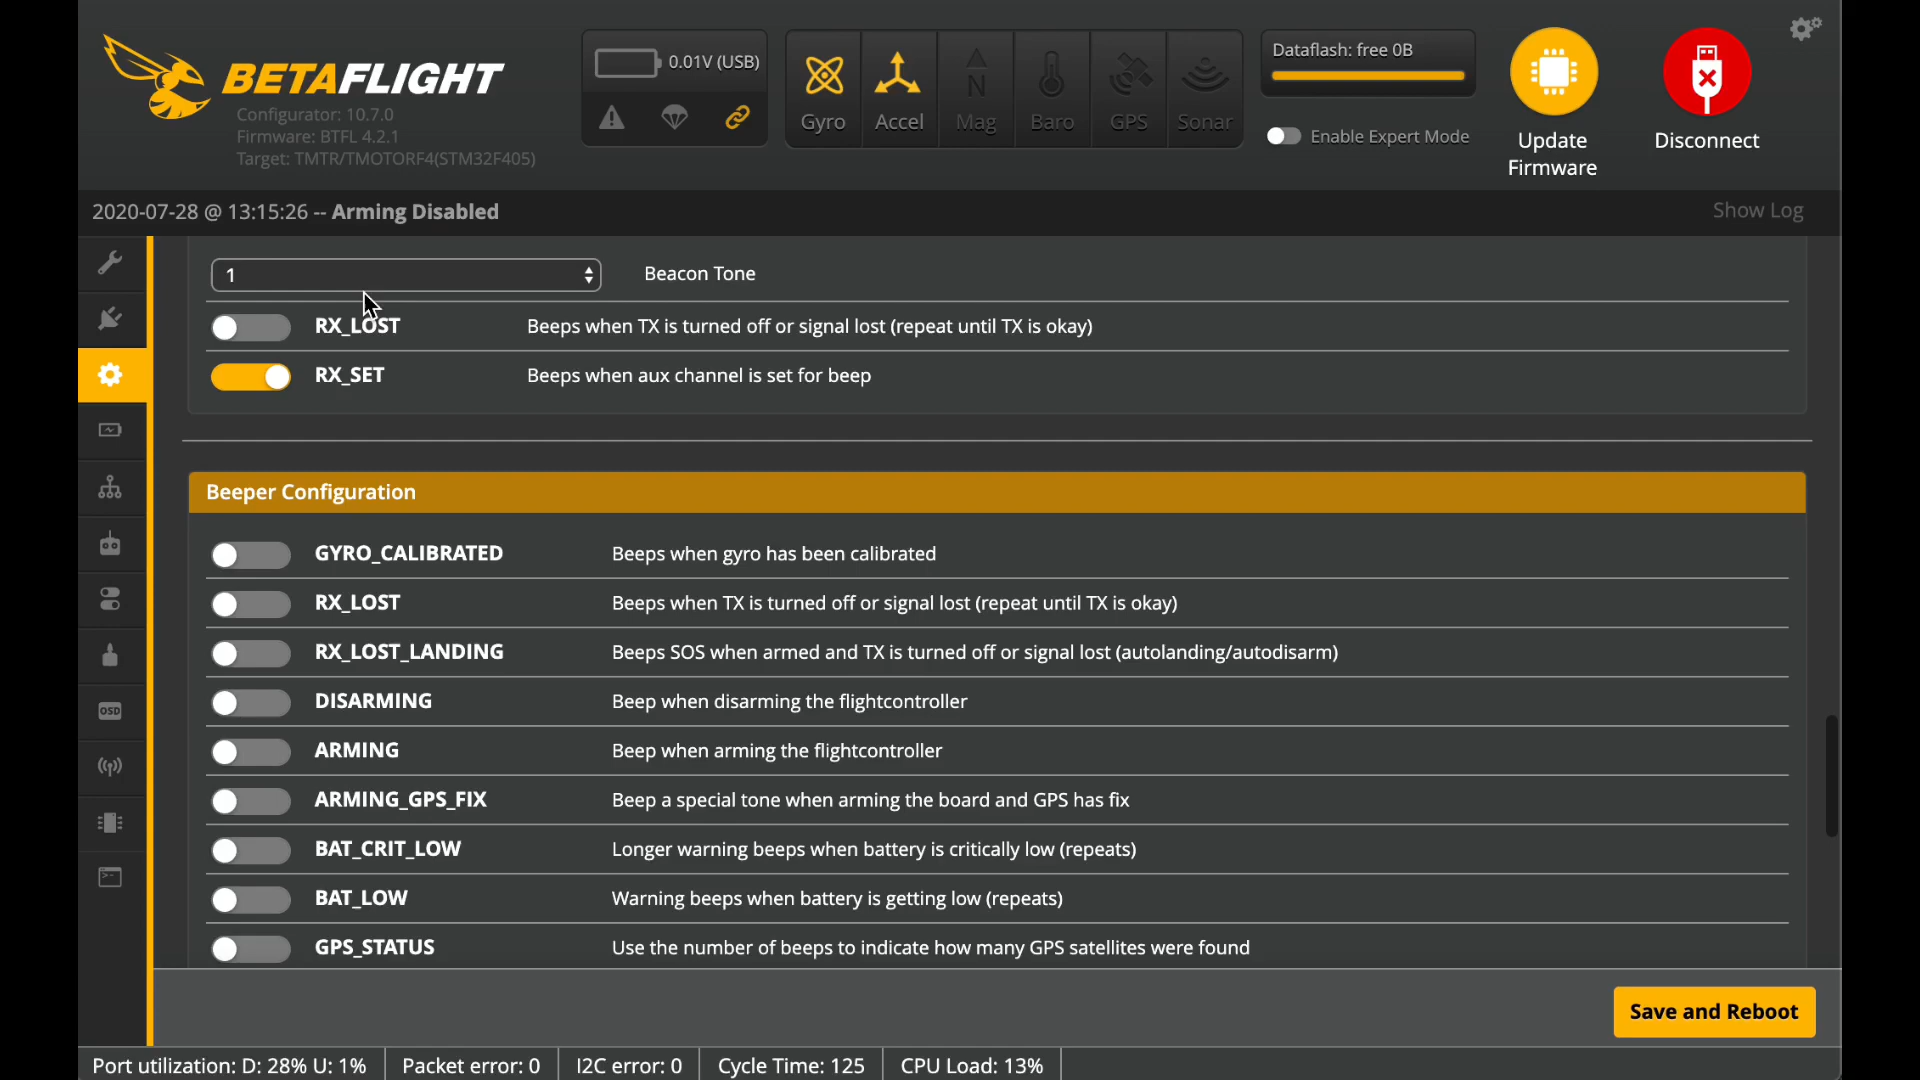 BETAFLIGHT
Configurator: 10.7.0
Firmware: BTFL 4.2.1
Target: TMTR/TMOTORF4(STM32F405)
0.01V (USB)
Gyro
Accel
N
Mag
Baro
GPS
Sonar
Dataflash: free 0B
Enable Expert Mode
Update
Firmware
Disconnect
2020-07-28 @ 13:15:26 -- Arming Disabled
Show Log
1
Beacon Tone
RX_LOST Beeps when TX is turned off or signal lost (repeat until TX is okay)
RX_SET Beeps when aux channel is set for beep
Beeper Configuration
GYRO_CALIBRATED Beeps when gyro has been calibrated
RX_LOST Beeps when TX is turned off or signal lost (repeat until TX is okay)
RX_LOST_LANDING Beeps SOS when armed and TX is turned off or signal lost (autolanding/autodisarm)
DISARMING Beep when disarming the flightcontroller
ARMING Beep when arming the flightcontroller
ARMING_GPS_FIX Beep a special tone when arming the board and GPS has fix
BAT_CRIT_LOW Longer warning beeps when battery is critically low (repeats)
BAT_LOW Warning beeps when battery is getting low (repeats)
GPS_STATUS Use the number of beeps to indicate how many GPS satellites were found
OSD
Save and Reboot
Port utilization: D: 28% U: 1%
Packet error: 0
I2C error: 0
Cycle Time: 125
CPU Load: 13%